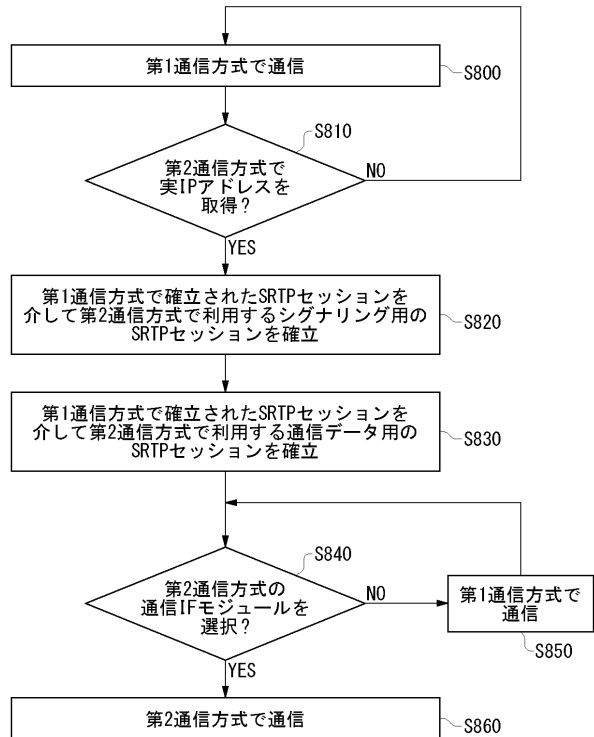 第1通信方式で通信
S800
S810
第2通信方式で
実IPアドレスを
取得?
NO
YES
第1通信方式で確立されたSRTPセッションを
介して第2通信方式で利用するシグナリング用の
SRTPセッションを確立
S820
第1通信方式で確立されたSRTPセッションを
介して第2通信方式で利用する通信データ用の
SRTPセッションを確立
S830
S840
第2通信方式の
通信IFモジュールを
選択?
NO
第1通信方式で
通信
S850
YES
第2通信方式で通信
S860